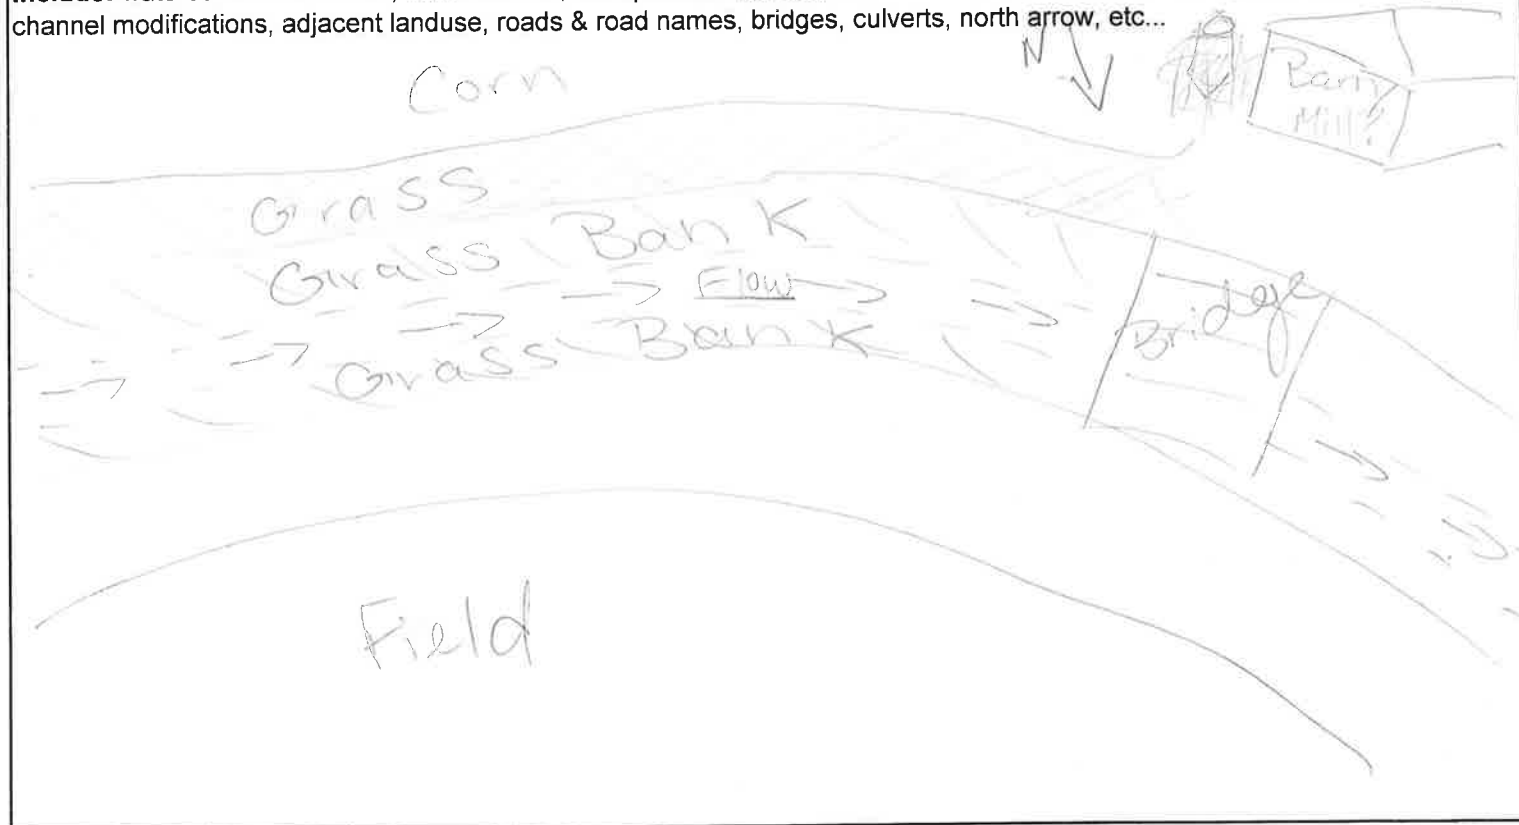 channel modifications, adjacent landuse, roads & road names, bridges, culverts, north arrow, etc...
N
Corn
Barn
Mill?
Grass
Grass Bank
Flow
Grass Bank
Bridge
Field